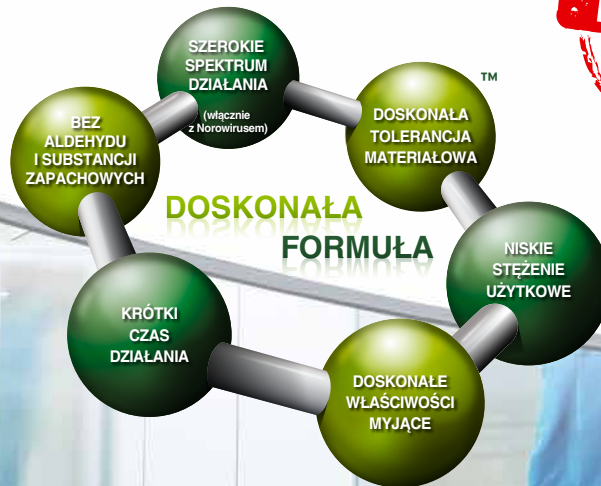 SZEROKIE
SPEKTRUM
DZIAŁANIA
(włącznie
z Norowirusem)
™
DOSKONAŁA
TOLERANCJA
MATERIAŁOWA
BEZ
ALDEHYDU
I SUBSTANCJI
ZAPACHOWYCH
DOSKONAŁA
FORMUŁA
NISKIE
STĘŻENIE
UŻYTKOWE
KRÓTKI
CZAS
DZIAŁANIA
DOSKONAŁE
WŁAŚCIWOŚCI
MYJĄCE